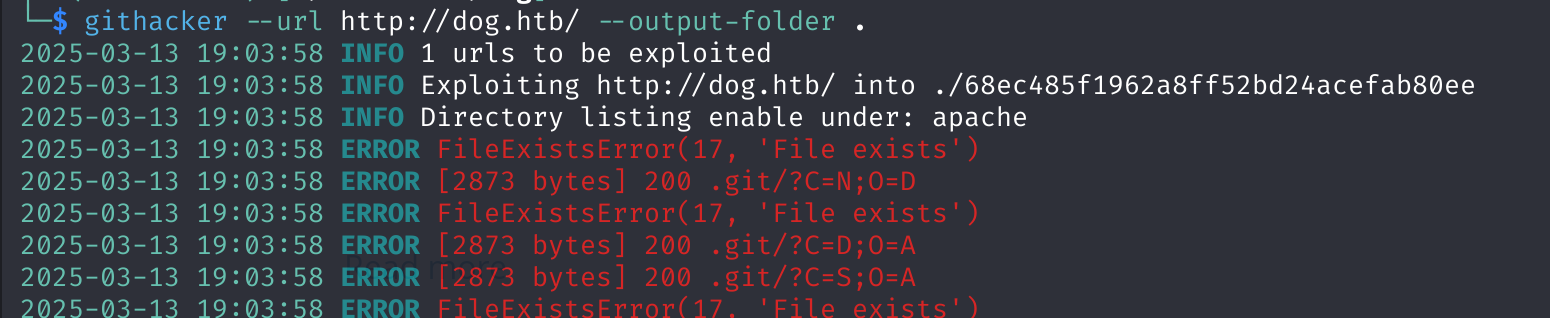 └─$ githacker --url http://dog.htb/ --output-folder .
2025-03-13 19:03:58 INFO 1 urls to be exploited
2025-03-13 19:03:58 INFO Exploiting http://dog.htb/ into ./68ec485f1962a8ff52bd24acefab80ee
2025-03-13 19:03:58 INFO Directory listing enable under: apache
2025-03-13 19:03:58 ERROR FileExistsError(17, 'File exists')
2025-03-13 19:03:58 ERROR [2873 bytes] 200 .git/?C=N;O=D
2025-03-13 19:03:58 ERROR FileExistsError(17, 'File exists')
2025-03-13 19:03:58 ERROR [2873 bytes] 200 .git/?C=D;O=A
2025-03-13 19:03:58 ERROR [2873 bytes] 200 .git/?C=S;O=A
2025-03-13 19:03:58 ERROR FileExistsError(17, 'File exists')